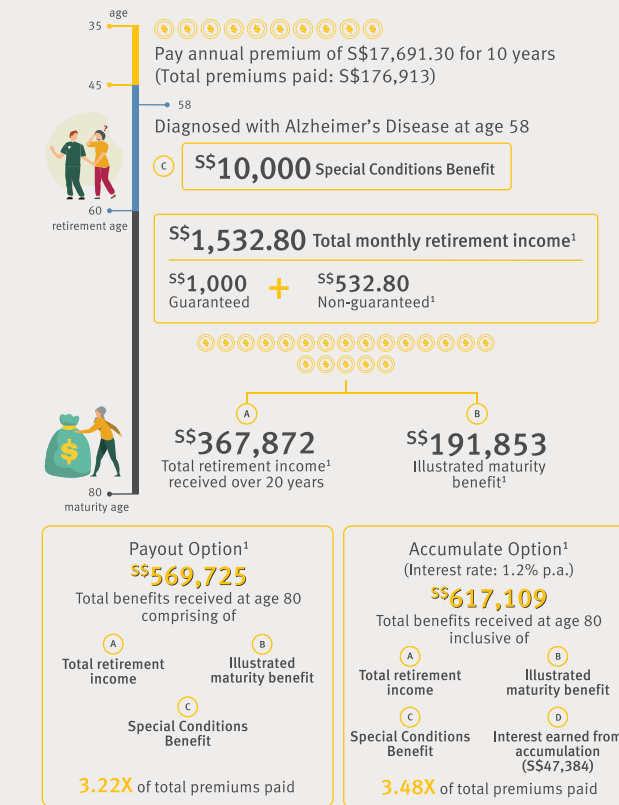 age
35
Pay annual premium of S$17,691.30 for 10 years
(Total premiums paid: S$176,913)
45
58
Diagnosed with Alzheimer's Disease at age 58
?
C
S$10,000 Special Conditions Benefit
60
retirement age
S$1,532.80 Total monthly retirement income¹
S$1,000 + S$532.80
Guaranteed Non-guaranteed¹
A B
S$367,872
Total retirement income¹
received over 20 years
S$191,853
Illustrated maturity
benefit¹
$
80
maturity age
Payout Option¹
S$569,725
Total benefits received at age 80
comprising of
A B
Total retirement
income
Illustrated
maturity benefit
C
Special Conditions
Benefit
3.22X of total premiums paid
Accumulate Option¹
(Interest rate: 1.2% p.a.)
S$617,109
Total benefits received at age 80
inclusive of
A B
Total retirement
income
Illustrated
maturity benefit
C D
Special Conditions
Benefit
Interest earned from
accumulation
(S$47,384)
3.48X of total premiums paid